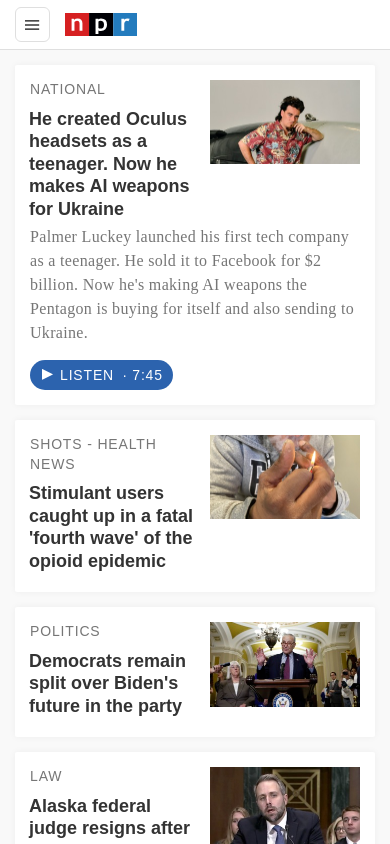 npr
NATIONAL
He created Oculus
headsets as a
teenager. Now he
makes AI weapons
for Ukraine
Palmer Luckey launched his first tech company
as a teenager. He sold it to Facebook for $2
billion. Now he's making AI weapons the
Pentagon is buying for itself and also sending to
Ukraine.
LISTEN · 7:45
SHOTS - HEALTH
NEWS
Stimulant users
caught up in a fatal
'fourth wave' of the
opioid epidemic
POLITICS
Democrats remain
split over Biden's
future in the party
LAW
Alaska federal
judge resigns after